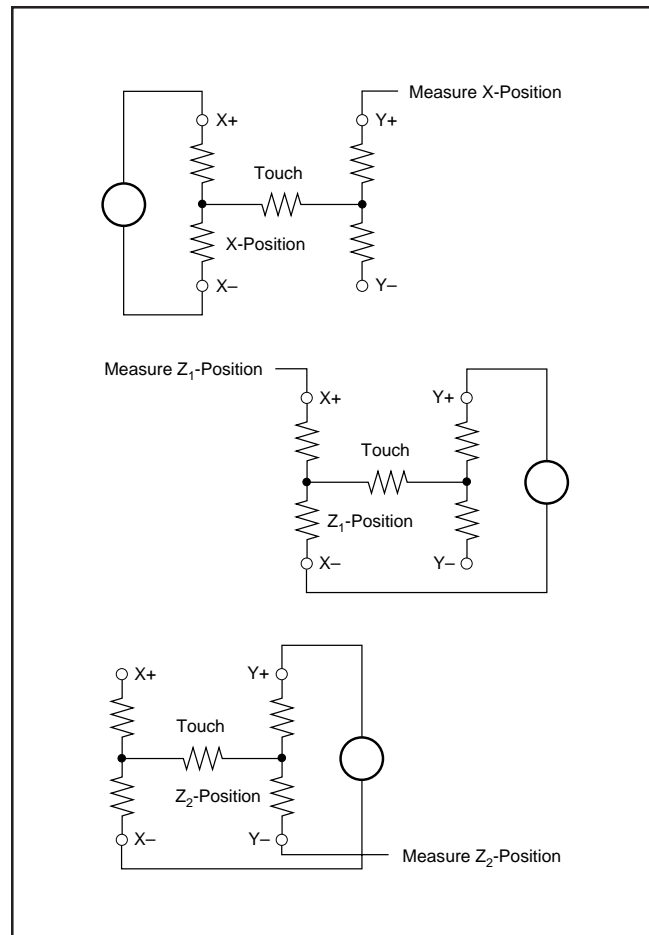 Measure X-Position
X+
Y+
Touch
X-Position
X–
Y–
Measure Z₁-Position
X+
Y+
Touch
Z₁-Position
X–
Y–
X+
Y+
Touch
Z₂-Position
X–
Y–
Measure Z₂-Position